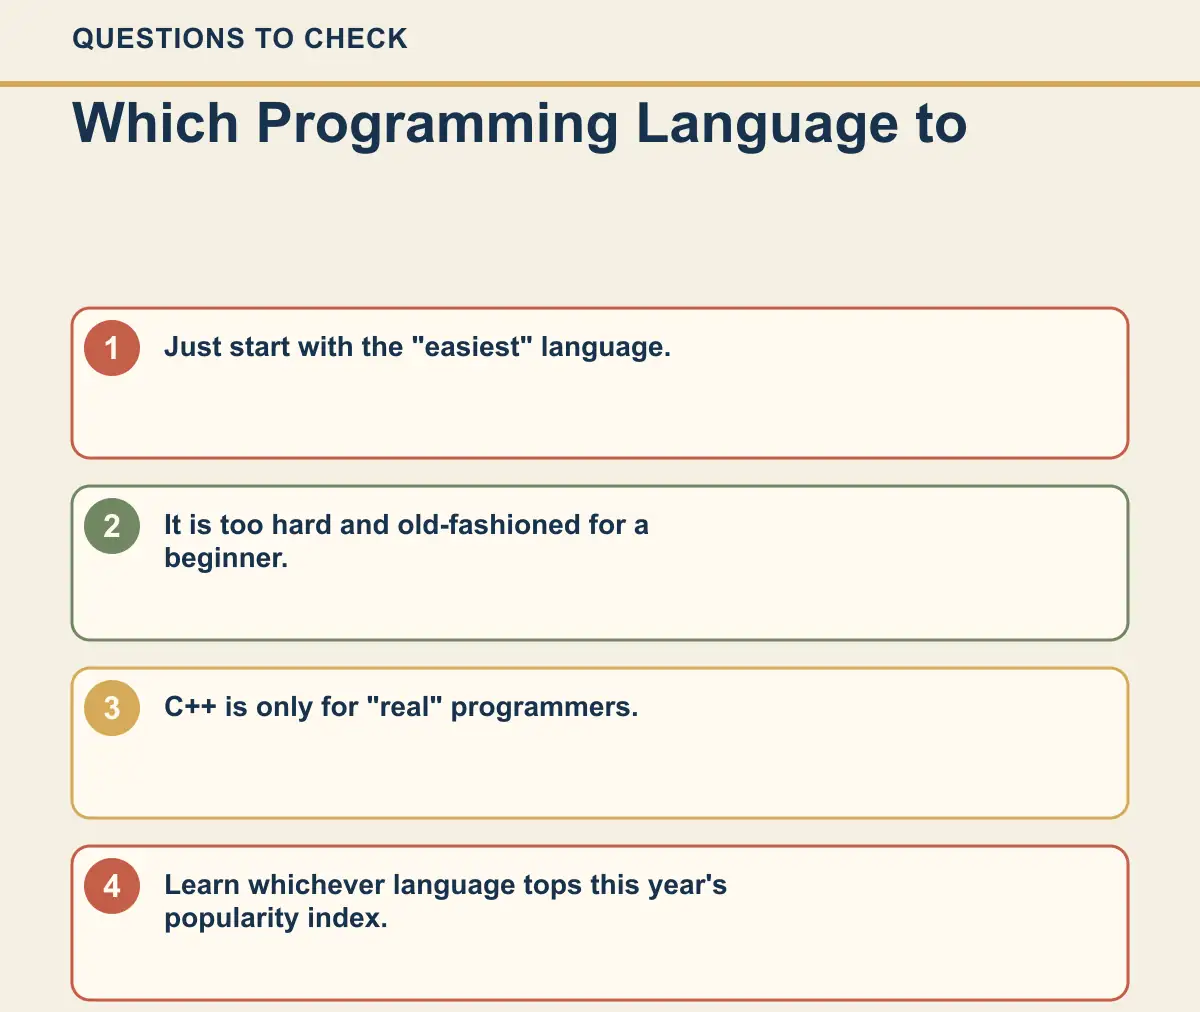 QUESTIONS TO CHECK
Which Programming Language to
1
Just start with the "easiest" language.
2
It is too hard and old-fashioned for a
beginner.
3
C++ is only for "real" programmers.
4
Learn whichever language tops this year's
popularity index.